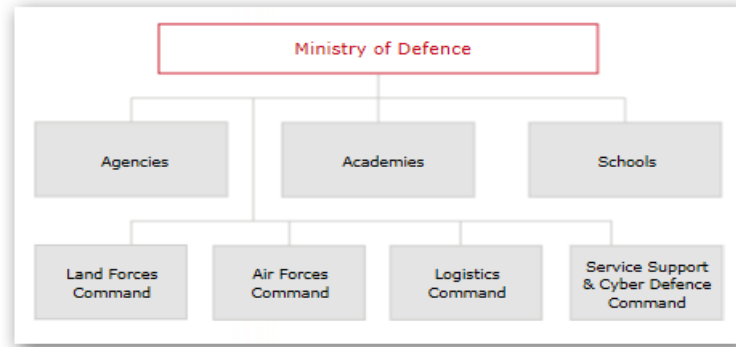 Ministry of Defence
Agencies
Academies
Schools
Land Forces
Command
Air Forces
Command
Logistics
Command
Service Support
& Cyber Defence
Command